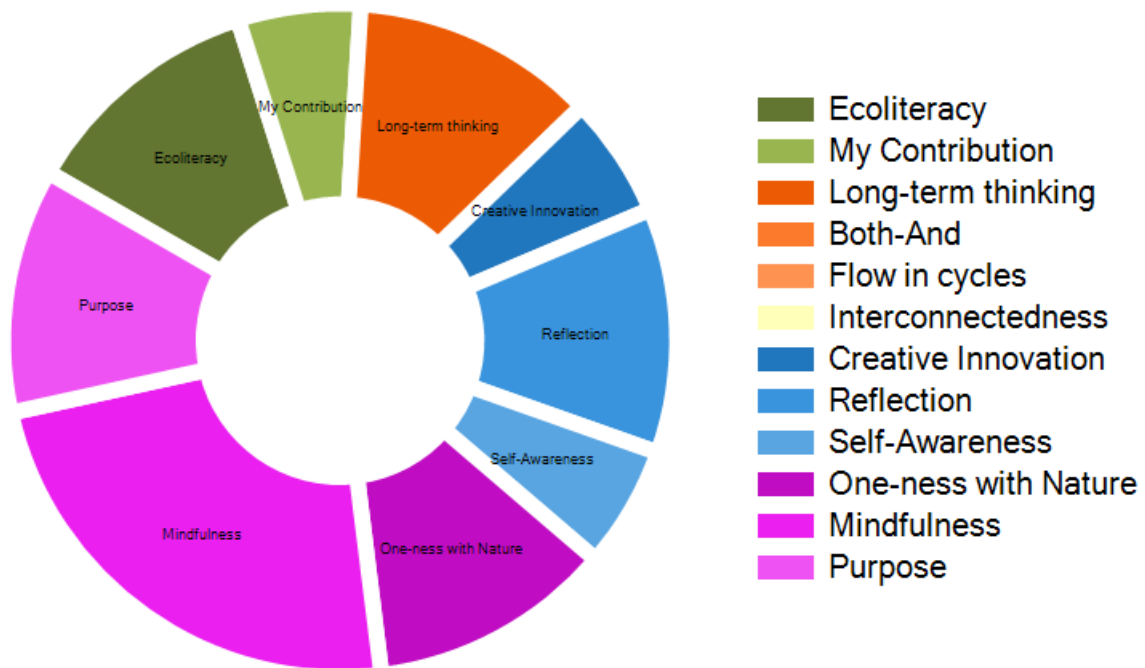 My Contribution
Long-term thinking
Ecoliteracy
Creative Innovation
Purpose
Reflection
Self-Awareness
Mindfulness
One-ness with Nature
Ecoliteracy
My Contribution
Long-term thinking
Both-And
Flow in cycles
Interconnectedness
Creative Innovation
Reflection
Self-Awareness
One-ness with Nature
Mindfulness
Purpose